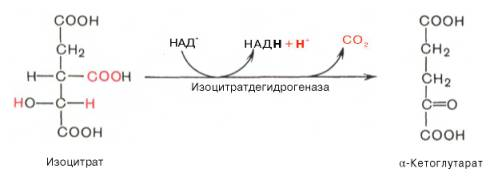 COOH
CH₂
H—C—COOH
HO—C—H
COOH
Изоцитрат
НАД⁻
НАДН + Н⁻
CO₂
Изоцитратдегидрогеназа
COOH
CH₂
CH₂
C=O
COOH
α-Кетоглутарат